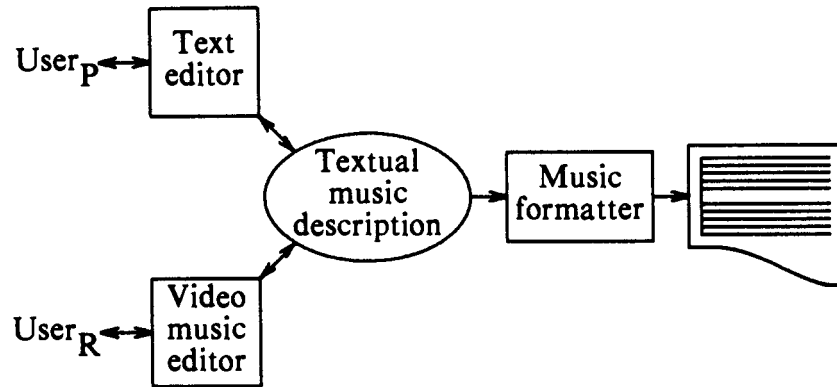 User_P
Text
editor
Textual
music
description
Music
formatter
User_R
Video
music
editor